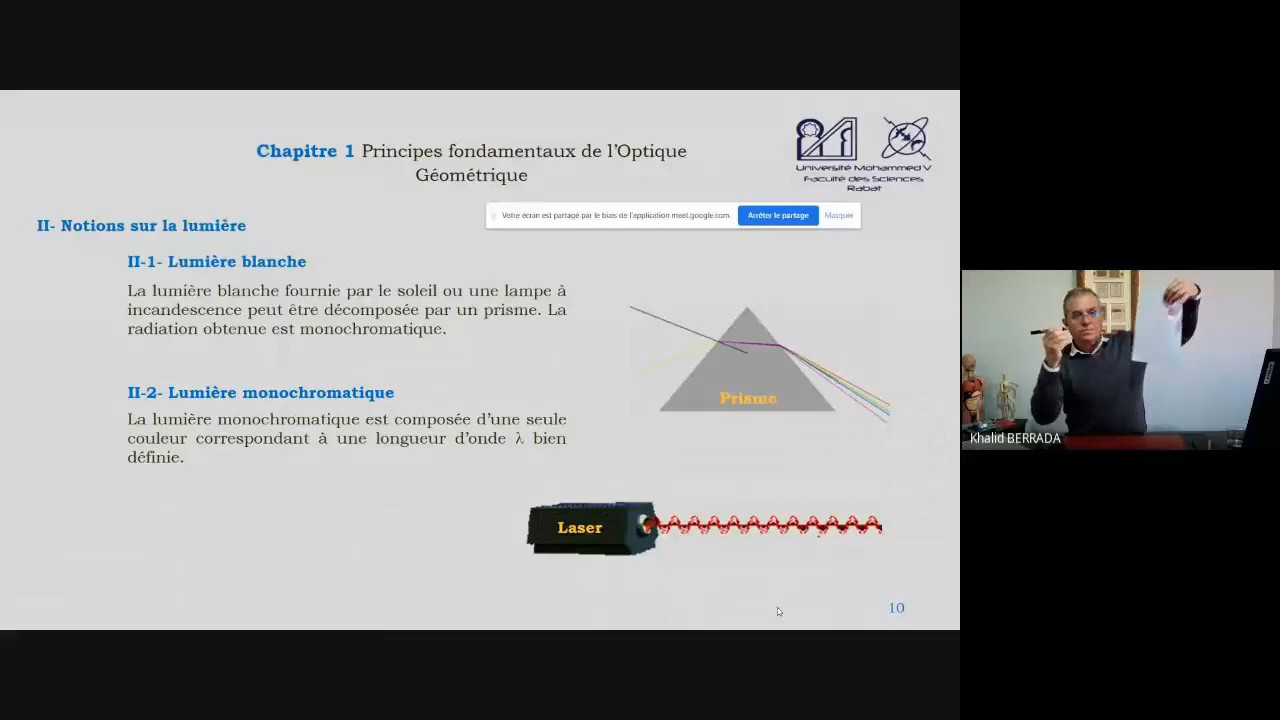 Chapitre 1 Principes fondamentaux de l'Optique
Géométrique
Université Mohammed V
Faculté des Sciences
Rabat
Votre écran est partagé par le biais de l'application meet.google.com.
Arrêter le partage
Masquer
II- Notions sur la lumière
II-1- Lumière blanche
La lumière blanche fournie par le soleil ou une lampe à
incandescence peut être décomposée par un prisme. La
radiation obtenue est monochromatique.
Prisme
II-2- Lumière monochromatique
La lumière monochromatique est composée d'une seule
couleur correspondant à une longueur d'onde λ bien
définie.
Laser
10
Khalid BERRADA